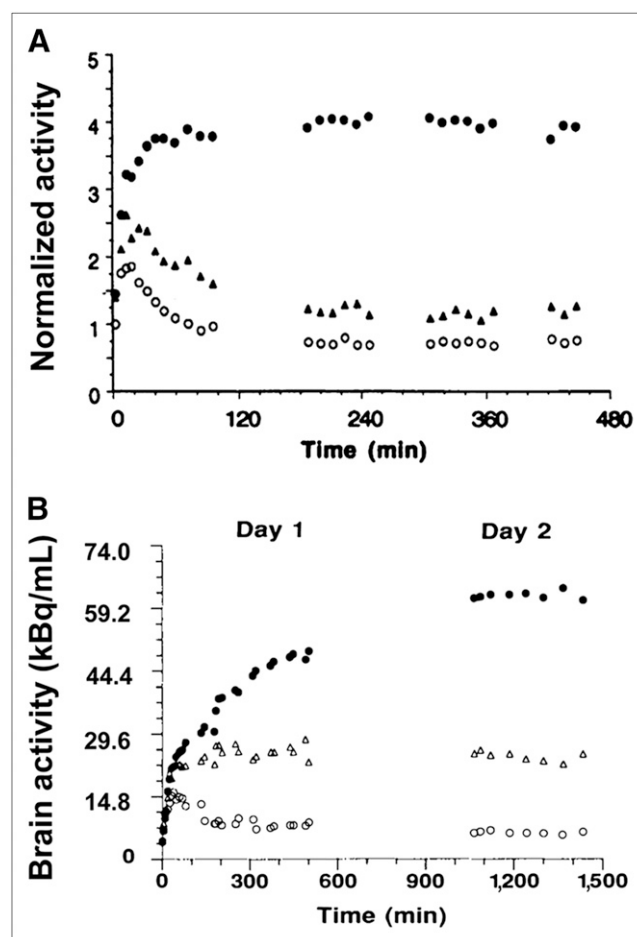 A
Normalized activity
5
4
3
2
1
0
0 120 240 360 480
Time (min)
B
Day 1 Day 2
Brain activity (kBq/mL)
74.0
59.2
44.4
29.6
14.8
0
0 300 600 900 1,200 1,500
Time (min)